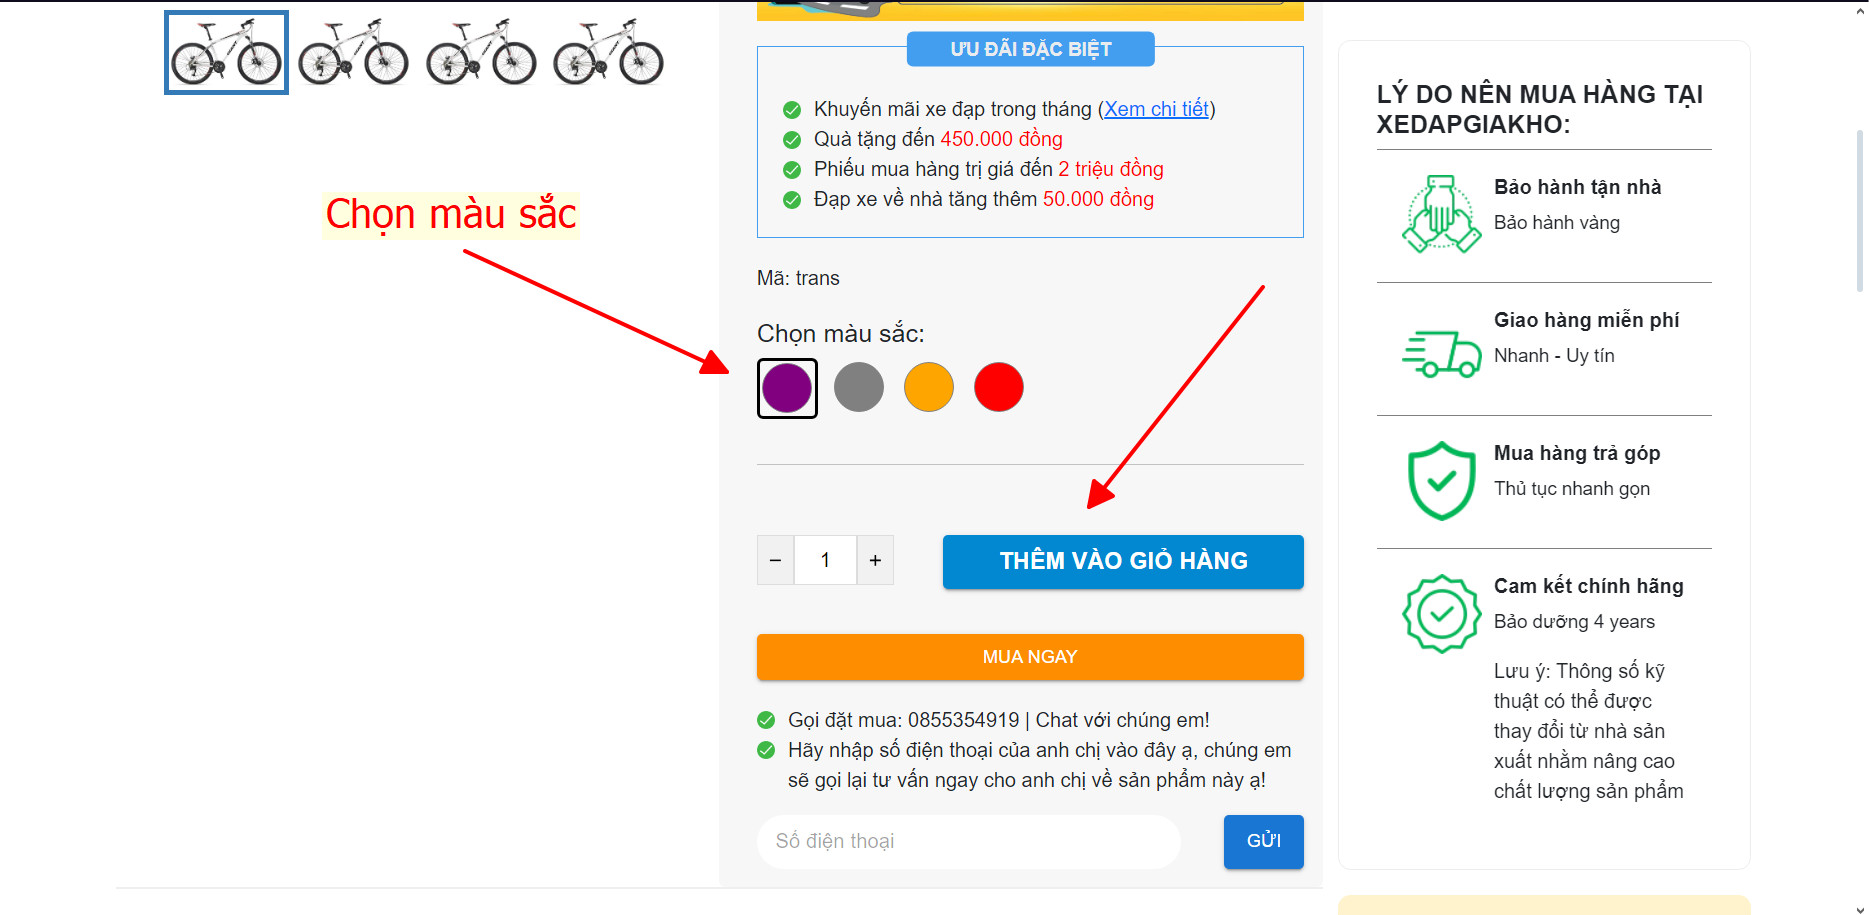 ƯU ĐÃI ĐẶC BIỆT
Khuyến mãi xe đạp trong tháng (Xem chi tiết)
Quà tặng đến 450.000 đồng
Phiếu mua hàng trị giá đến 2 triệu đồng
Đạp xe về nhà tăng thêm 50.000 đồng
Chọn màu sắc
Mã: trans
Chọn màu sắc:
− 1 +
THÊM VÀO GIỎ HÀNG
MUA NGAY
Gọi đặt mua: 0855354919 | Chat với chúng em!
Hãy nhập số điện thoại của anh chị vào đây ạ, chúng em
sẽ gọi lại tư vấn ngay cho anh chị về sản phẩm này ạ!
Số điện thoại
GỬI
LÝ DO NÊN MUA HÀNG TẠI
XEDAPGIAKHO:
Bảo hành tận nhà
Bảo hành vàng
Giao hàng miễn phí
Nhanh - Uy tín
Mua hàng trả góp
Thủ tục nhanh gọn
Cam kết chính hãng
Bảo dưỡng 4 years
Lưu ý: Thông số kỹ
thuật có thể được
thay đổi từ nhà sản
xuất nhằm nâng cao
chất lượng sản phẩm